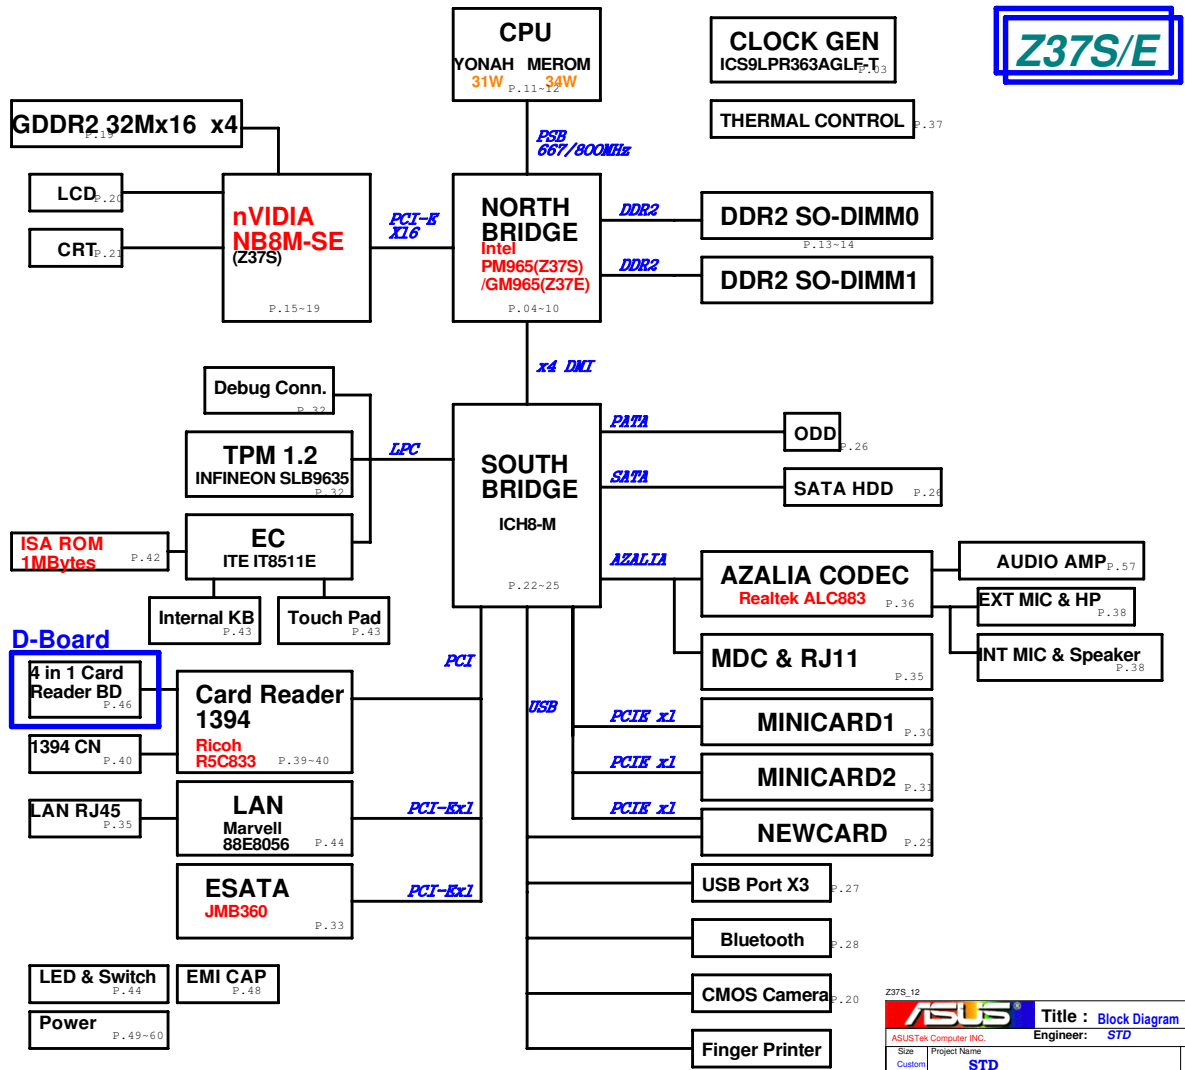 CPU
YONAH MEROM
31W 34W
P.11~12
CLOCK GEN
ICS9LPR363AGLF-T
P.03
Z37S/E
THERMAL CONTROL
P.37
GDDR2 32Mx16 x4
P.19
PSB
667/800MHz
LCD
P.20
CRT
P.21
nVIDIA
NB8M-SE
(Z37S)
P.15~19
PCI-E
X16
NORTH
BRIDGE
Intel
PM965(Z37S)
/GM965(Z37E)
P.04~10
DDR2
DDR2 SO-DIMM0
P.13~14
DDR2
DDR2 SO-DIMM1
x4 DMI
Debug Conn.
P.32
TPM 1.2
INFINEON SLB9635
P.32
LPC
SOUTH
BRIDGE
ICH8-M
P.22~25
PATA
ODD
P.26
SATA
SATA HDD
P.26
ISA ROM
1MBytes
P.42
EC
ITE IT8511E
Internal KB
P.43
Touch Pad
P.43
AZALIA
AZALIA CODEC
Realtek ALC883
P.36
AUDIO AMP
P.57
EXT MIC & HP
P.38
INT MIC & Speaker
P.38
MDC & RJ11
P.35
D-Board
4 in 1 Card
Reader BD
P.46
1394 CN
P.40
Card Reader
1394
Ricoh
R5C833
P.39~40
PCI
USB
PCIE x1
MINICARD1
P.30
PCIE x1
MINICARD2
P.31
PCIE x1
NEWCARD
P.29
LAN RJ45
P.35
LAN
Marvell
88E8056
P.44
PCI-Ex1
ESATA
JMB360
P.33
PCI-Ex1
USB Port X3
P.27
Bluetooth
P.28
CMOS Camera
P.20
Finger Printer
LED & Switch
P.44
EMI CAP
P.48
Power
P.49~60
Z37S_12
ASUS®
Title : Block Diagram
ASUSTek Computer INC.
Engineer: STD
Size Project Name
Custom STD